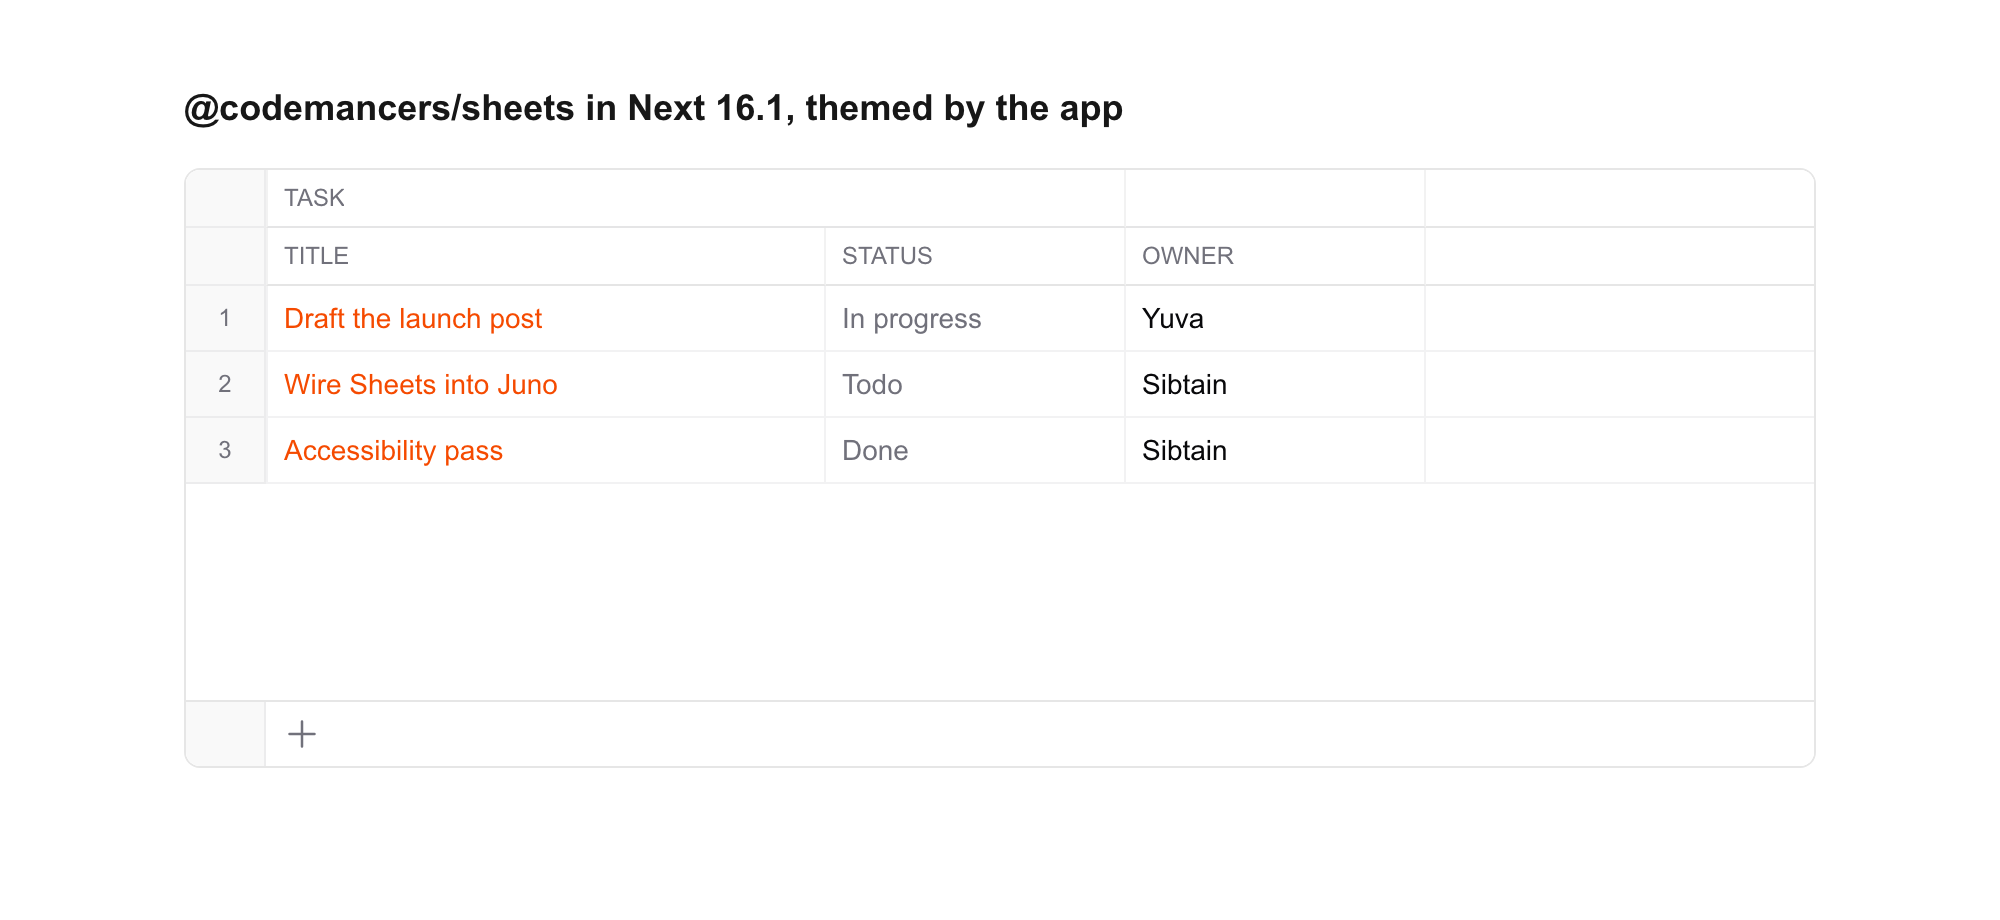 @codemancers/sheets in Next 16.1, themed by the app
TASK
TITLE STATUS OWNER
1 Draft the launch post In progress Yuva
2 Wire Sheets into Juno Todo Sibtain
3 Accessibility pass Done Sibtain